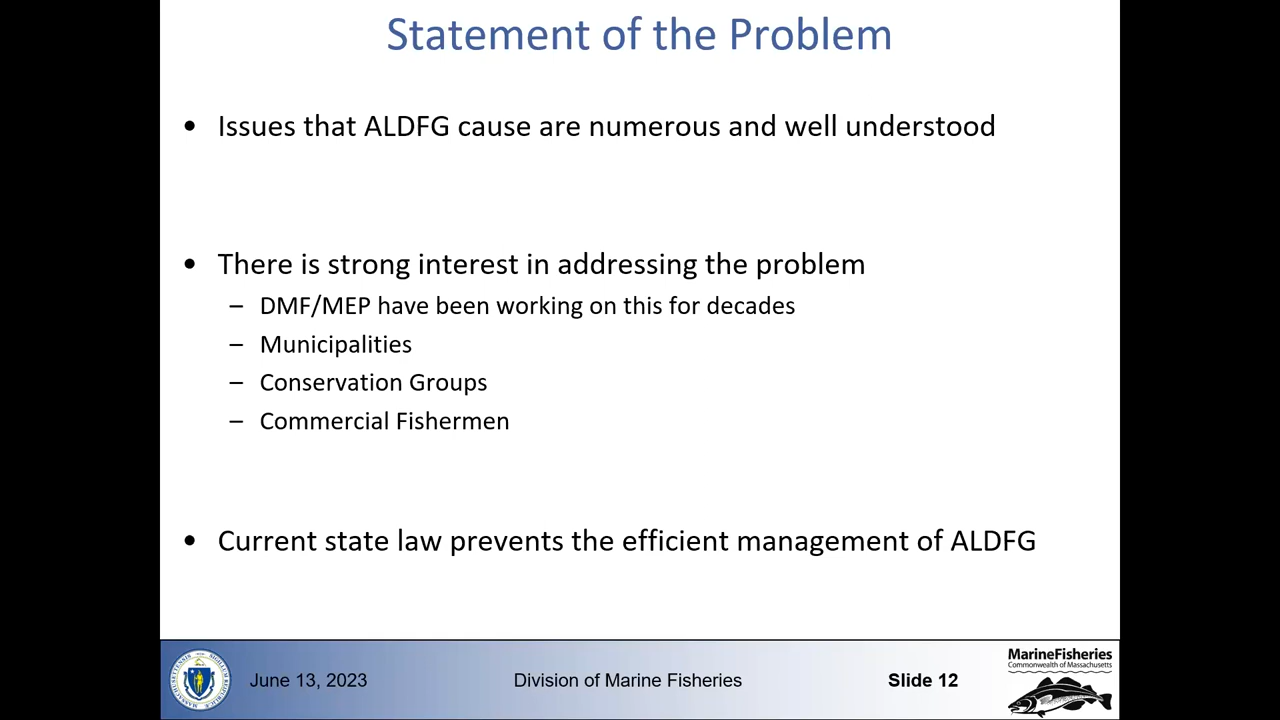 Statement of the Problem
• Issues that ALDFG cause are numerous and well understood
• There is strong interest in addressing the problem
– DMF/MEP have been working on this for decades
– Municipalities
– Conservation Groups
– Commercial Fishermen
• Current state law prevents the efficient management of ALDFG
June 13, 2023
Division of Marine Fisheries
Slide 12
MarineFisheries
Commonwealth of Massachusetts